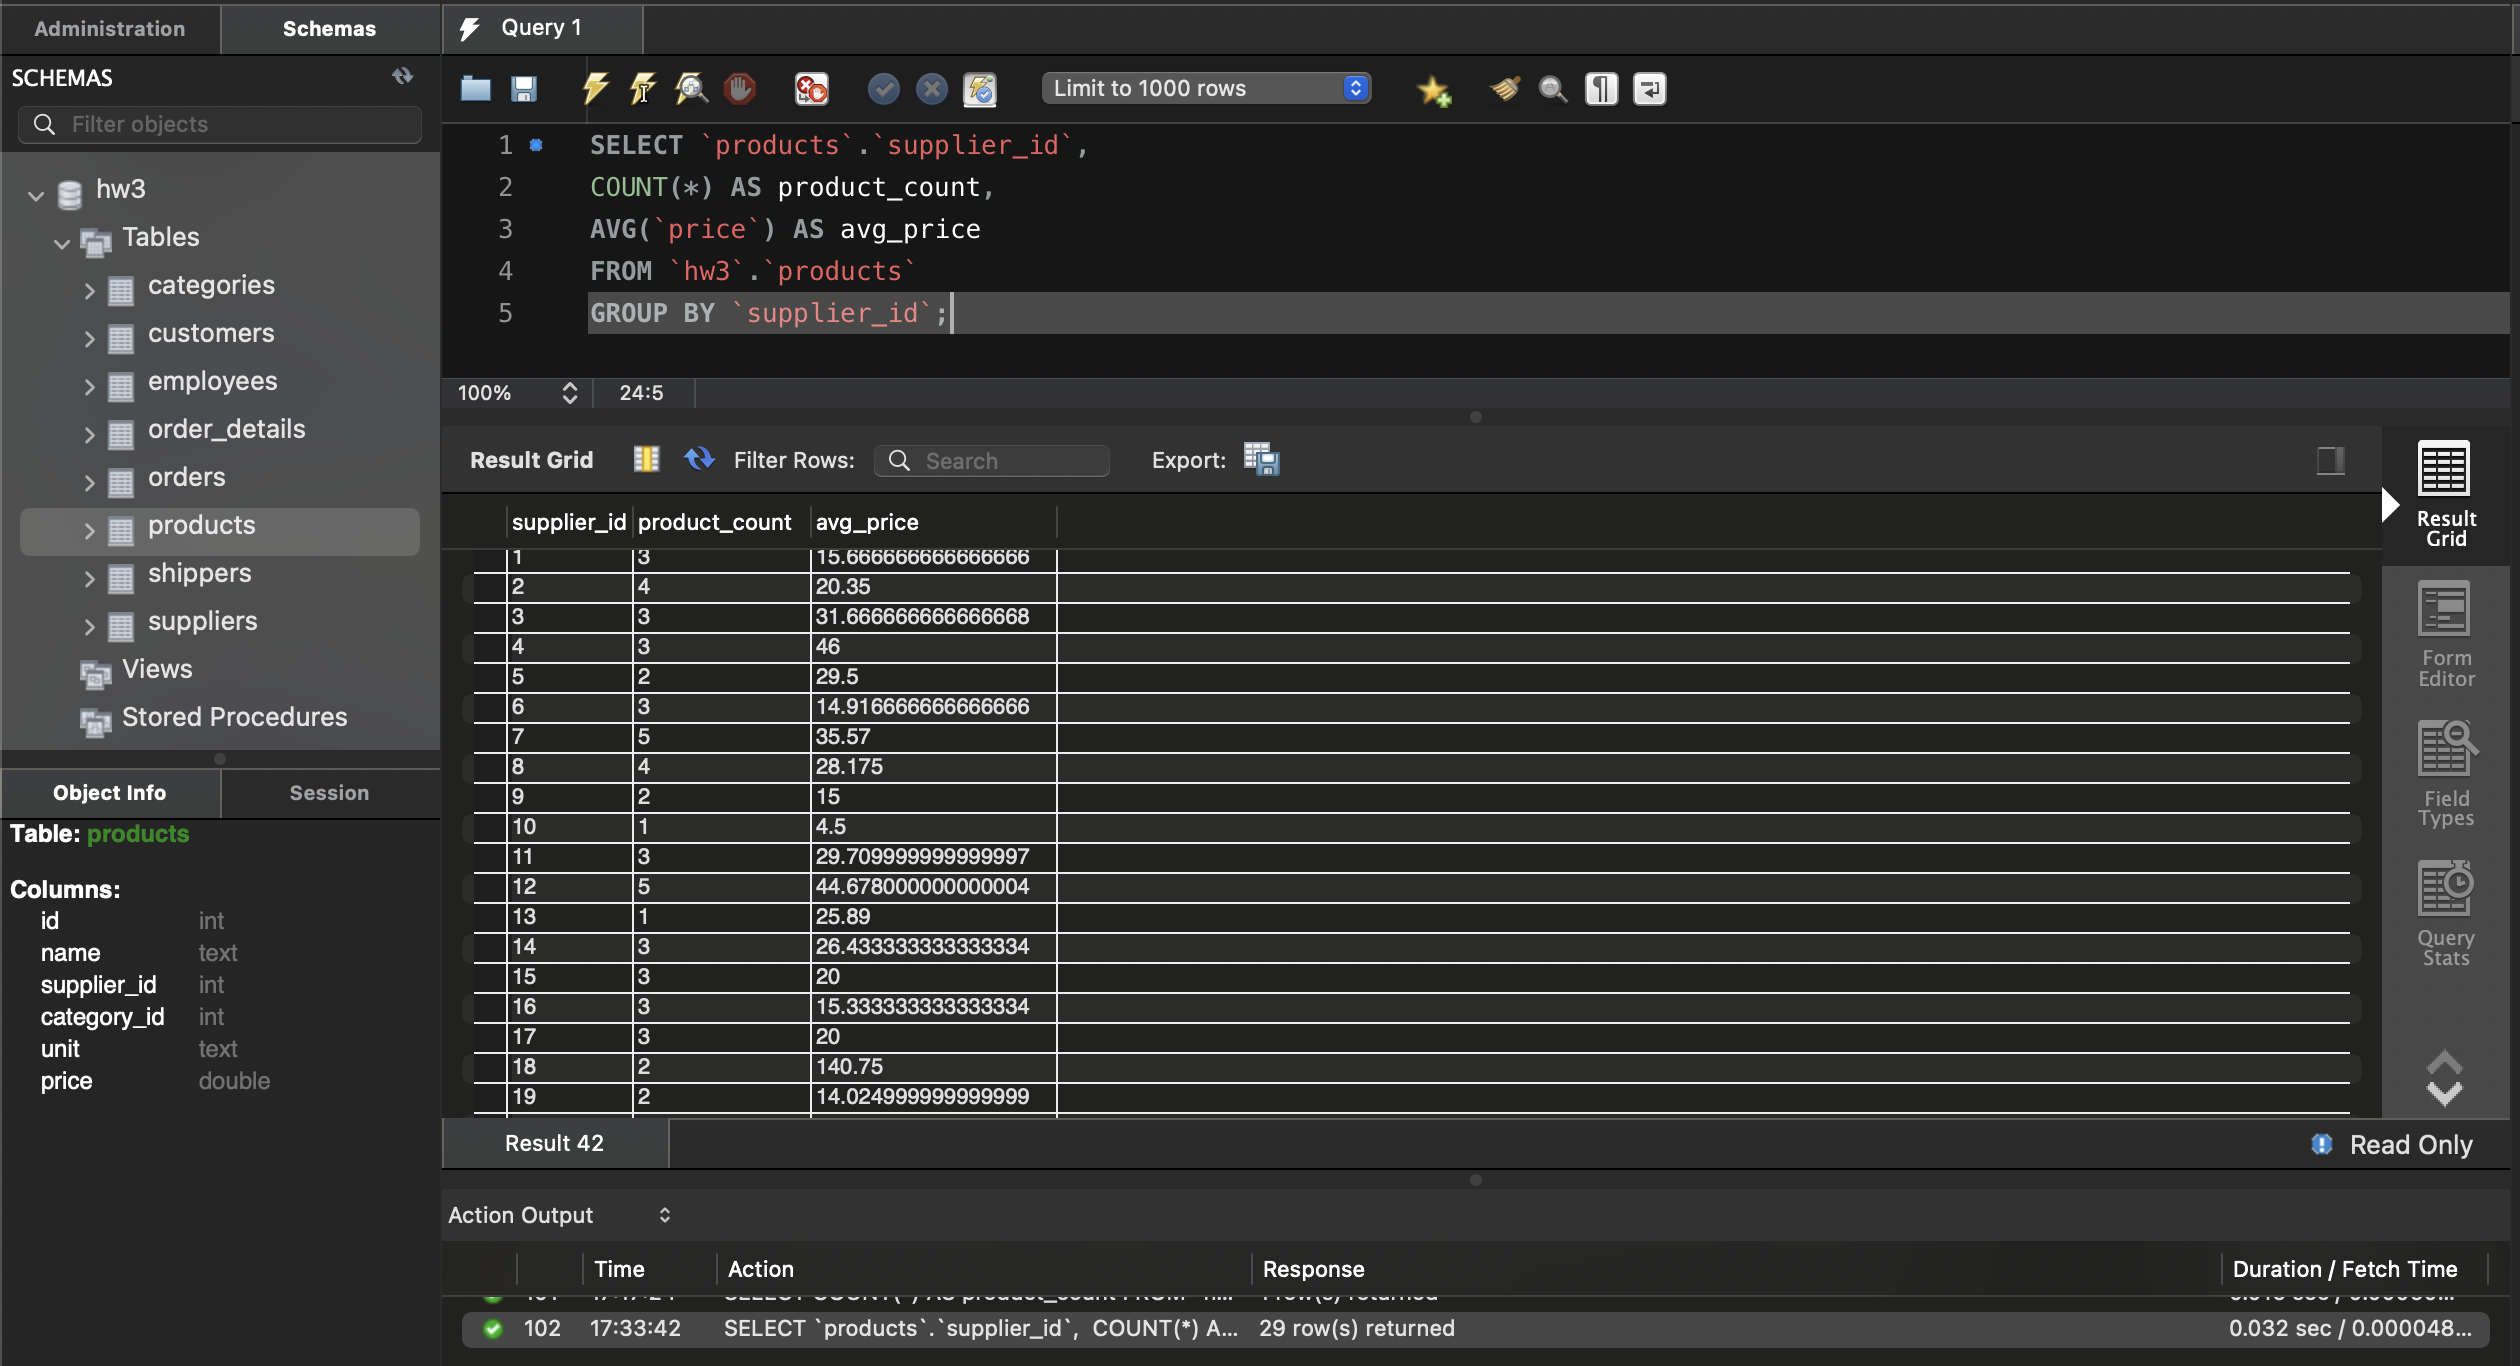 Administration
Schemas
Query 1
SCHEMAS
Filter objects
hw3
Tables
categories
customers
employees
order_details
orders
products
shippers
suppliers
Views
Stored Procedures
Object Info
Session
Table: products
Columns:
id int
name text
supplier_id int
category_id int
unit text
price double
Limit to 1000 rows
1 SELECT `products`.`supplier_id`,
2 COUNT(*) AS product_count,
3 AVG(`price`) AS avg_price
4 FROM `hw3`.`products`
5 GROUP BY `supplier_id`;
100% 24:5
Result Grid Filter Rows: Search Export:
supplier_id product_count avg_price
1 3 15.666666666666666
2 4 20.35
3 3 31.666666666666668
4 3 46
5 2 29.5
6 3 14.916666666666666
7 5 35.57
8 4 28.175
9 2 15
10 1 4.5
11 3 29.709999999999997
12 5 44.678000000000004
13 1 25.89
14 3 26.433333333333334
15 3 20
16 3 15.333333333333334
17 3 20
18 2 140.75
19 2 14.024999999999999
Result
Grid
Form
Editor
Field
Types
Query
Stats
Result 42
Read Only
Action Output
Time Action Response Duration / Fetch Time
102 17:33:42 SELECT `products`.`supplier_id`, COUNT(*) A... 29 row(s) returned 0.032 sec / 0.000048...